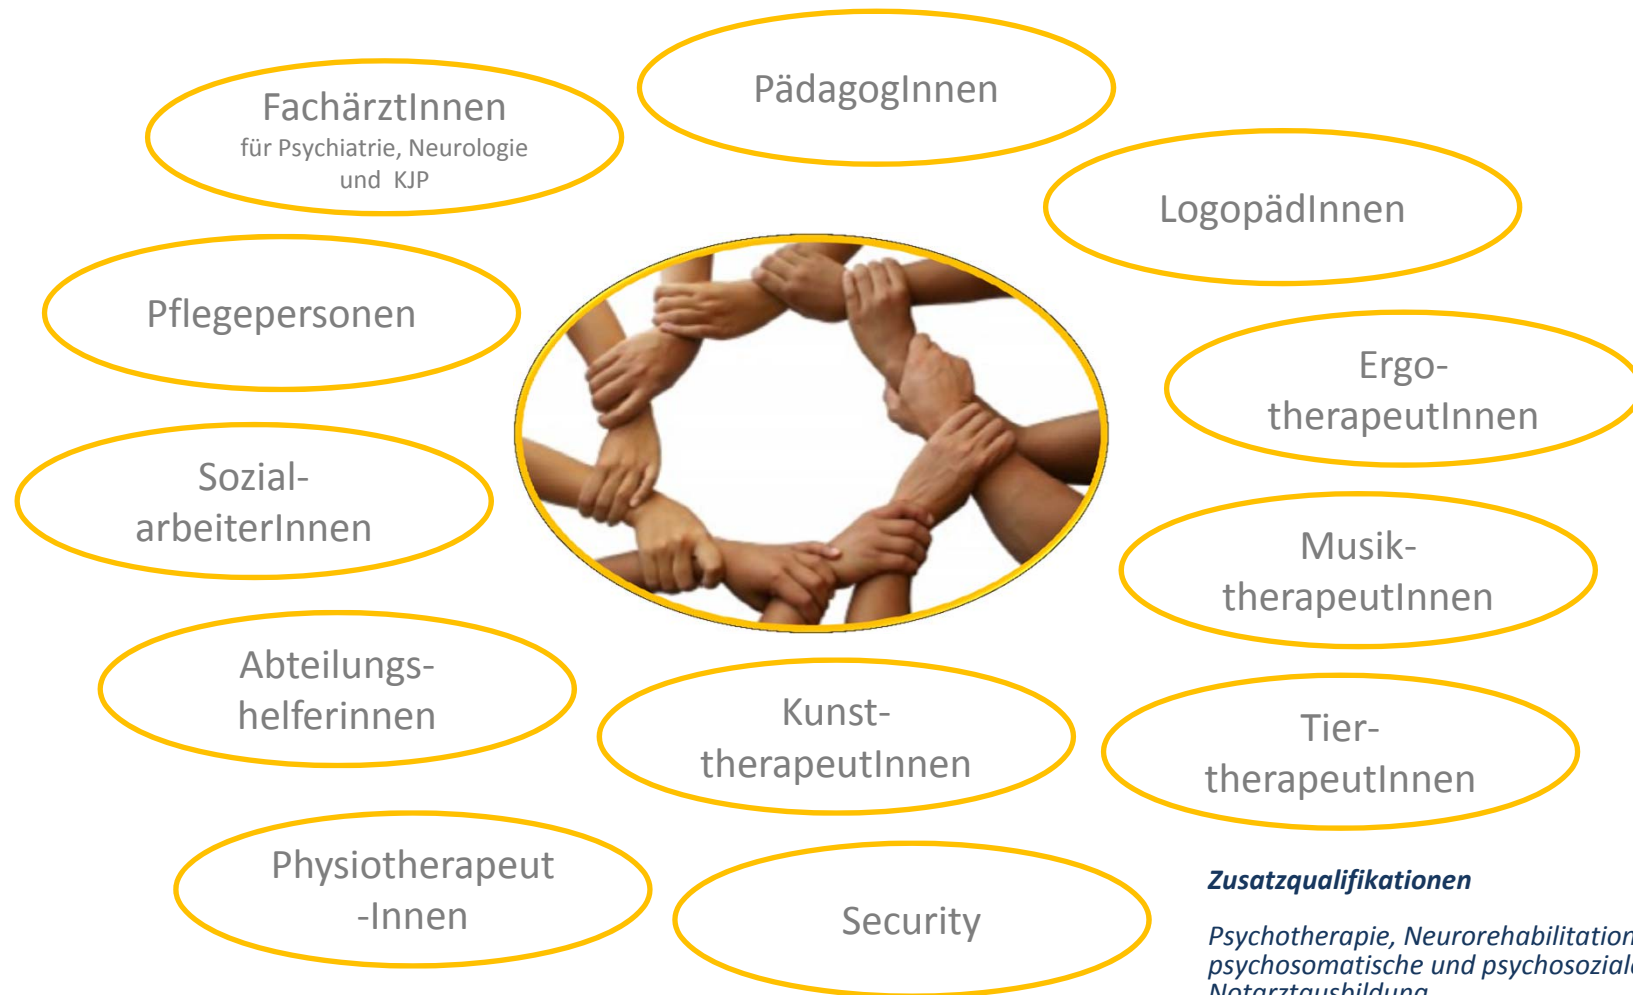 FachärztInnen
für Psychiatrie, Neurologie
und KJP
PädagogInnen
LogopädInnen
Pflegepersonen
Ergo-
therapeutInnen
Sozial-
arbeiterInnen
Musik-
therapeutInnen
Abteilungs-
helferinnen
Kunst-
therapeutInnen
Tier-
therapeutInnen
Physiotherapeut
-Innen
Security
Zusatzqualifikationen
Psychotherapie, Neurorehabilitation
psychosomatische und psychosoziale
Notarztausbildung